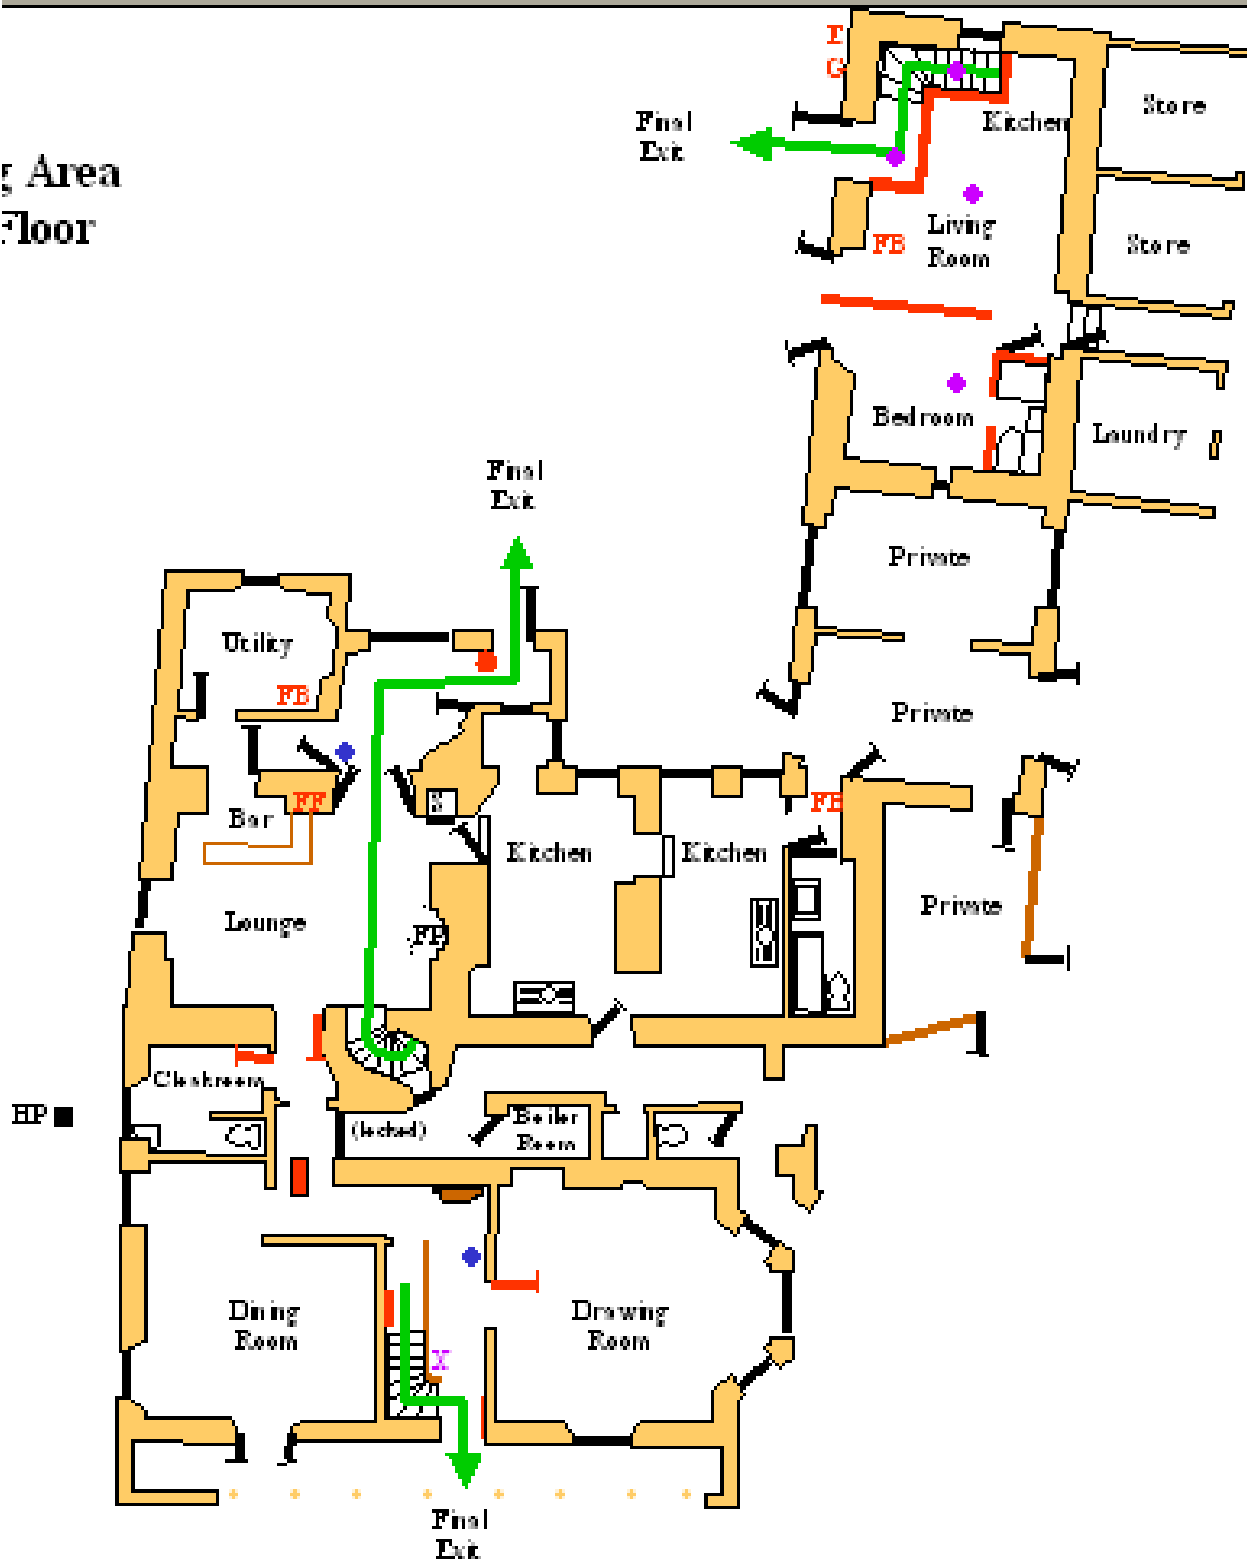 F
G
Kitchen
Store
Final
Exit
Area
Floor
Living
Room
FB
Store
Bedroom
Laundry
Final
Exit
Private
Utility
FB
Private
FF
Bar
S
FB
Kitchen
Kitchen
Private
Lounge
FP
Cloakroom
HP
(locked)
Boiler
Room
Dining
Room
Drawing
Room
X
Final
Exit